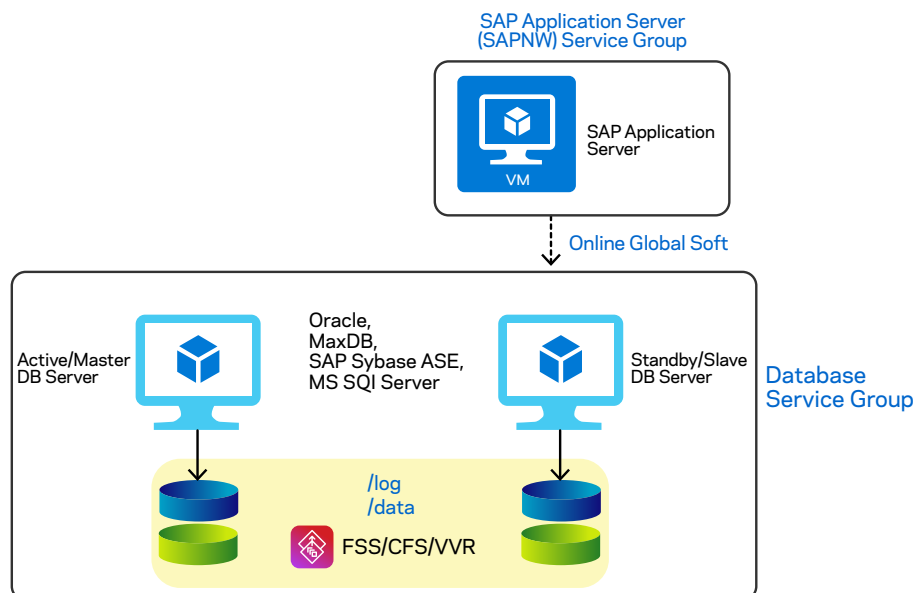 SAP Application Server
(SAPNW) Service Group
SAP Application
Server
VM
Online Global Soft
Active/Master
DB Server
Oracle,
MaxDB,
SAP Sybase ASE,
MS SQl Server
Standby/Slave
DB Server
Database
Service Group
/log
/data
FSS/CFS/VVR